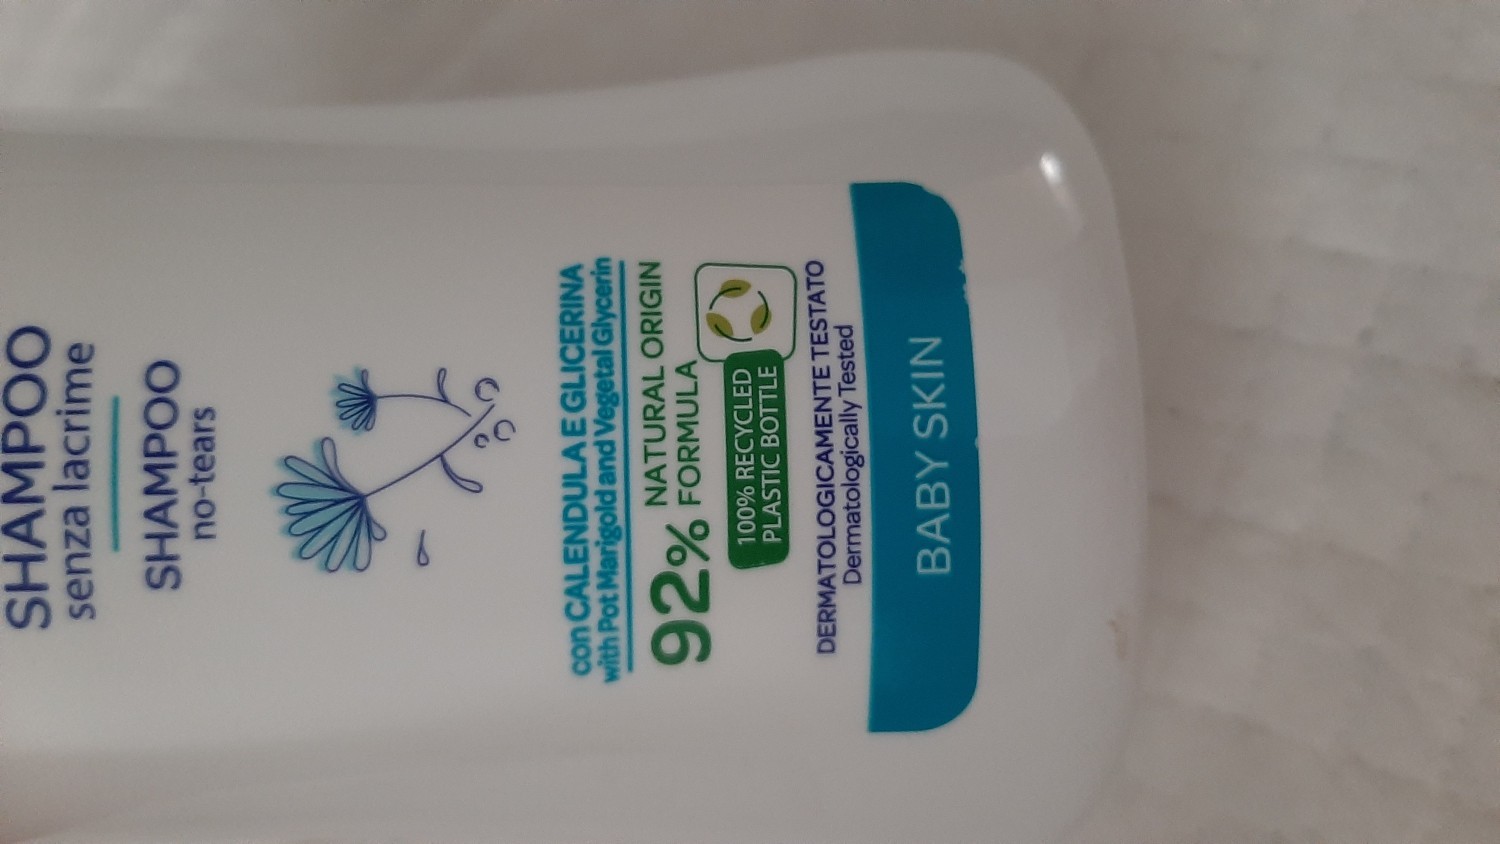 SHAMPOO
senza lacrime
SHAMPOO
no-tears
con CALENDULA E GLICERINA
with Pot Marigold and Vegetal Glycerin
92% NATURAL ORIGIN
FORMULA
100% RECYCLED
PLASTIC BOTTLE
DERMATOLOGICAMENTE TESTATO
Dermatologically Tested
BABY SKIN